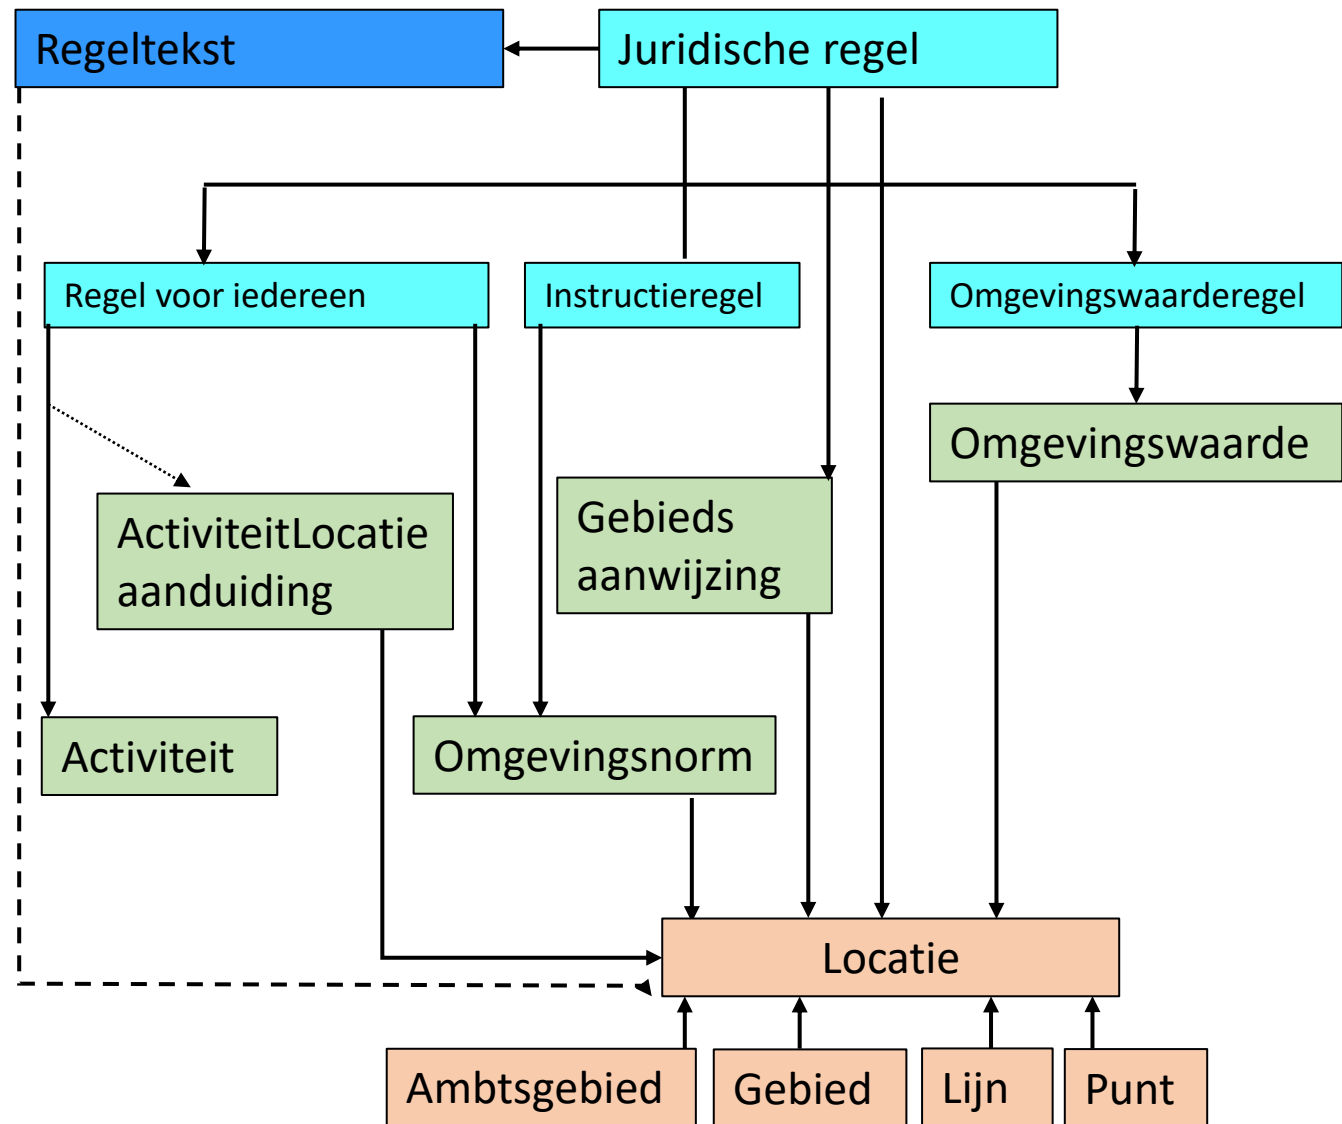 Regeltekst
Juridische regel
Regel voor iedereen
Instructieregel
Omgevingswaarderegel
Omgevingswaarde
ActiviteitLocatie
aanduiding
Gebieds
aanwijzing
Activiteit
Omgevingsnorm
Locatie
Ambtsgebied
Gebied
Lijn
Punt